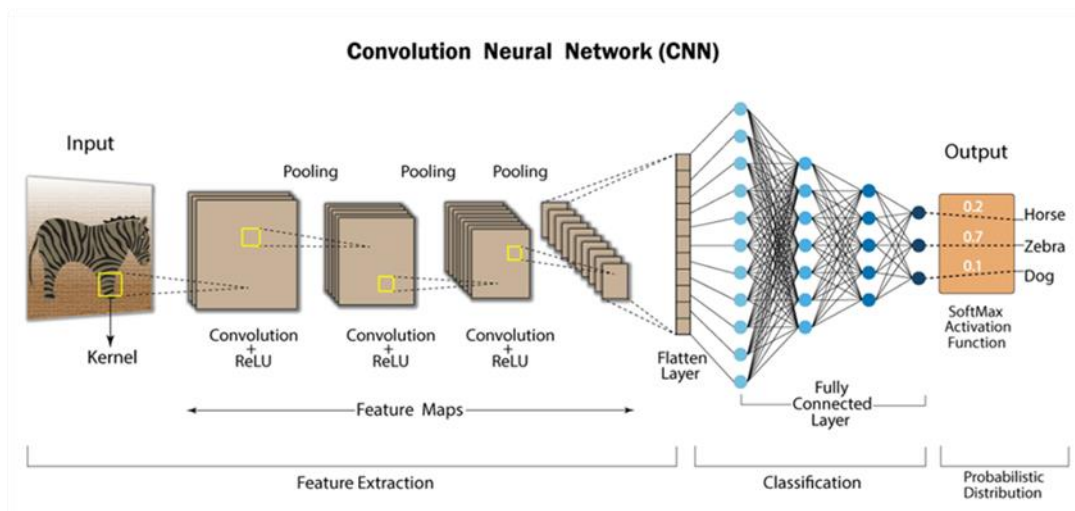 Convolution Neural Network (CNN)
Input
Pooling
Pooling
Pooling
Output
0.2
Horse
0.7
Zebra
0.1
Dog
SoftMax
Activation
Function
Kernel
Convolution
+
ReLU
Convolution
+
ReLU
Convolution
+
ReLU
Flatten
Layer
Fully
Connected
Layer
Feature Maps
Feature Extraction
Classification
Probabilistic
Distribution